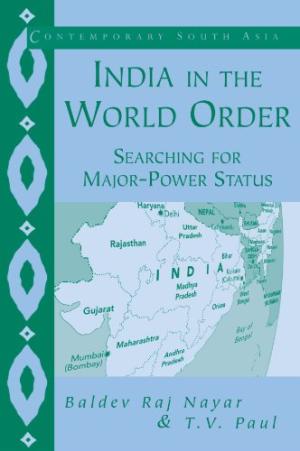 CONTEMPORARY SOUTH ASIA
INDIA IN THE
WORLD ORDER
SEARCHING FOR
MAJOR-POWER STATUS
Haryana
Delhi
NEPAL
Rajasthan
Uttar
Pradesh
Bihar
INDIA
Madhya
Pradesh
Gujarat
Orissa
Maharashtra
Mumbai
(Bombay)
Andhra
Pradesh
Bay of
Bengal
Baldev Raj Nayar
& T.V. Paul